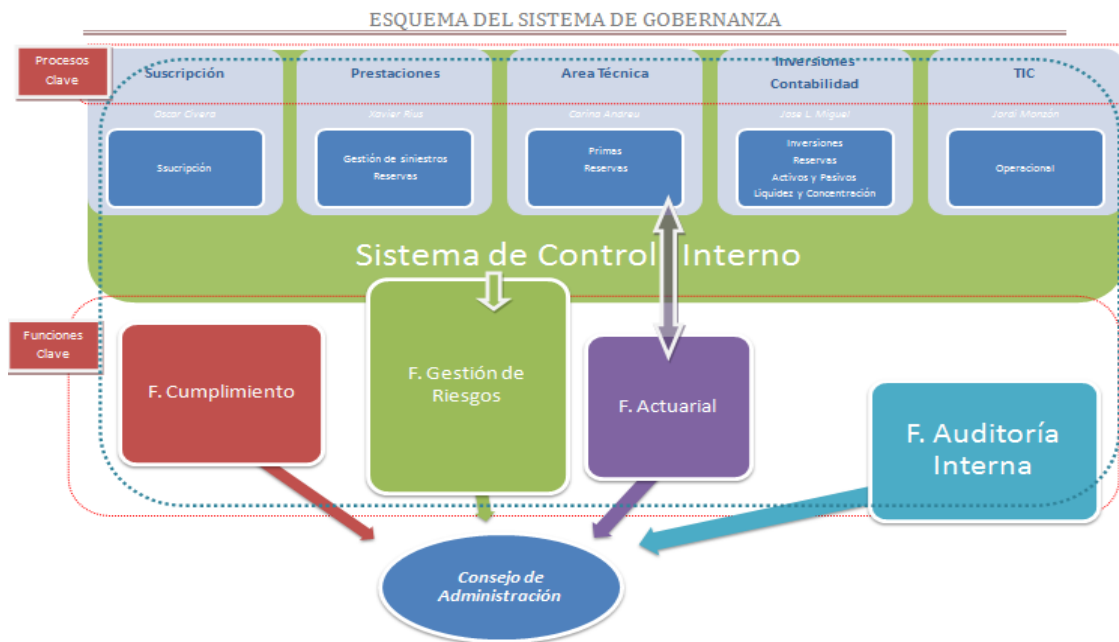 ESQUEMA DEL SISTEMA DE GOBERNANZA
Procesos
Clave
Suscripción
Prestaciones
Area Técnica
Inversiones
Contabilidad
TIC
Oscar Civera
Xavier Rius
Carina Andreu
Jose L. Miguel
Jordi Monzón
Ssucripción
Gestión de siniestros
Reservas
Primas
Reservas
Inversiones
Reservas
Activos y Pasivos
Liquidez y Concentración
Operacional
Sistema de Control Interno
Funciones
Clave
F. Cumplimiento
F. Gestión de
Riesgos
F. Actuarial
F. Auditoría
Interna
Consejo de
Administración